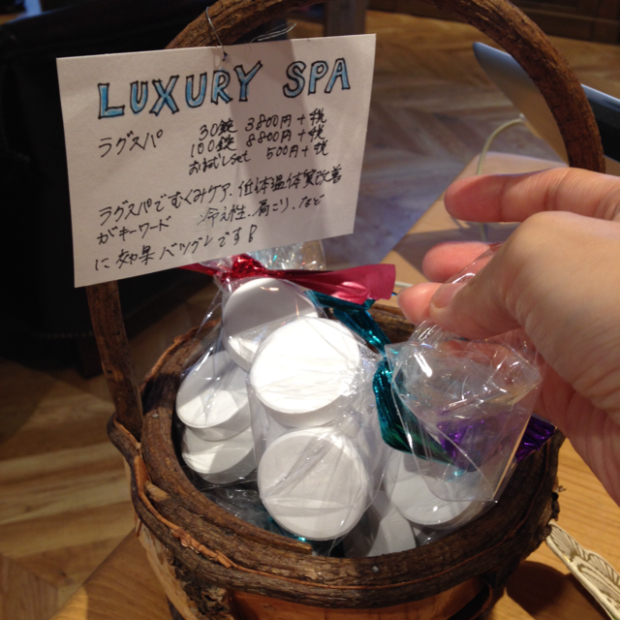 LUXURY SPA
ラグスパ 30錠 3800円+税
100錠 8800円+税
お試しset 500円+税
ラグスパでむくみケア、低体温体質改善
がキーワード 冷え性、肩こり、など
に効果バツグンです!